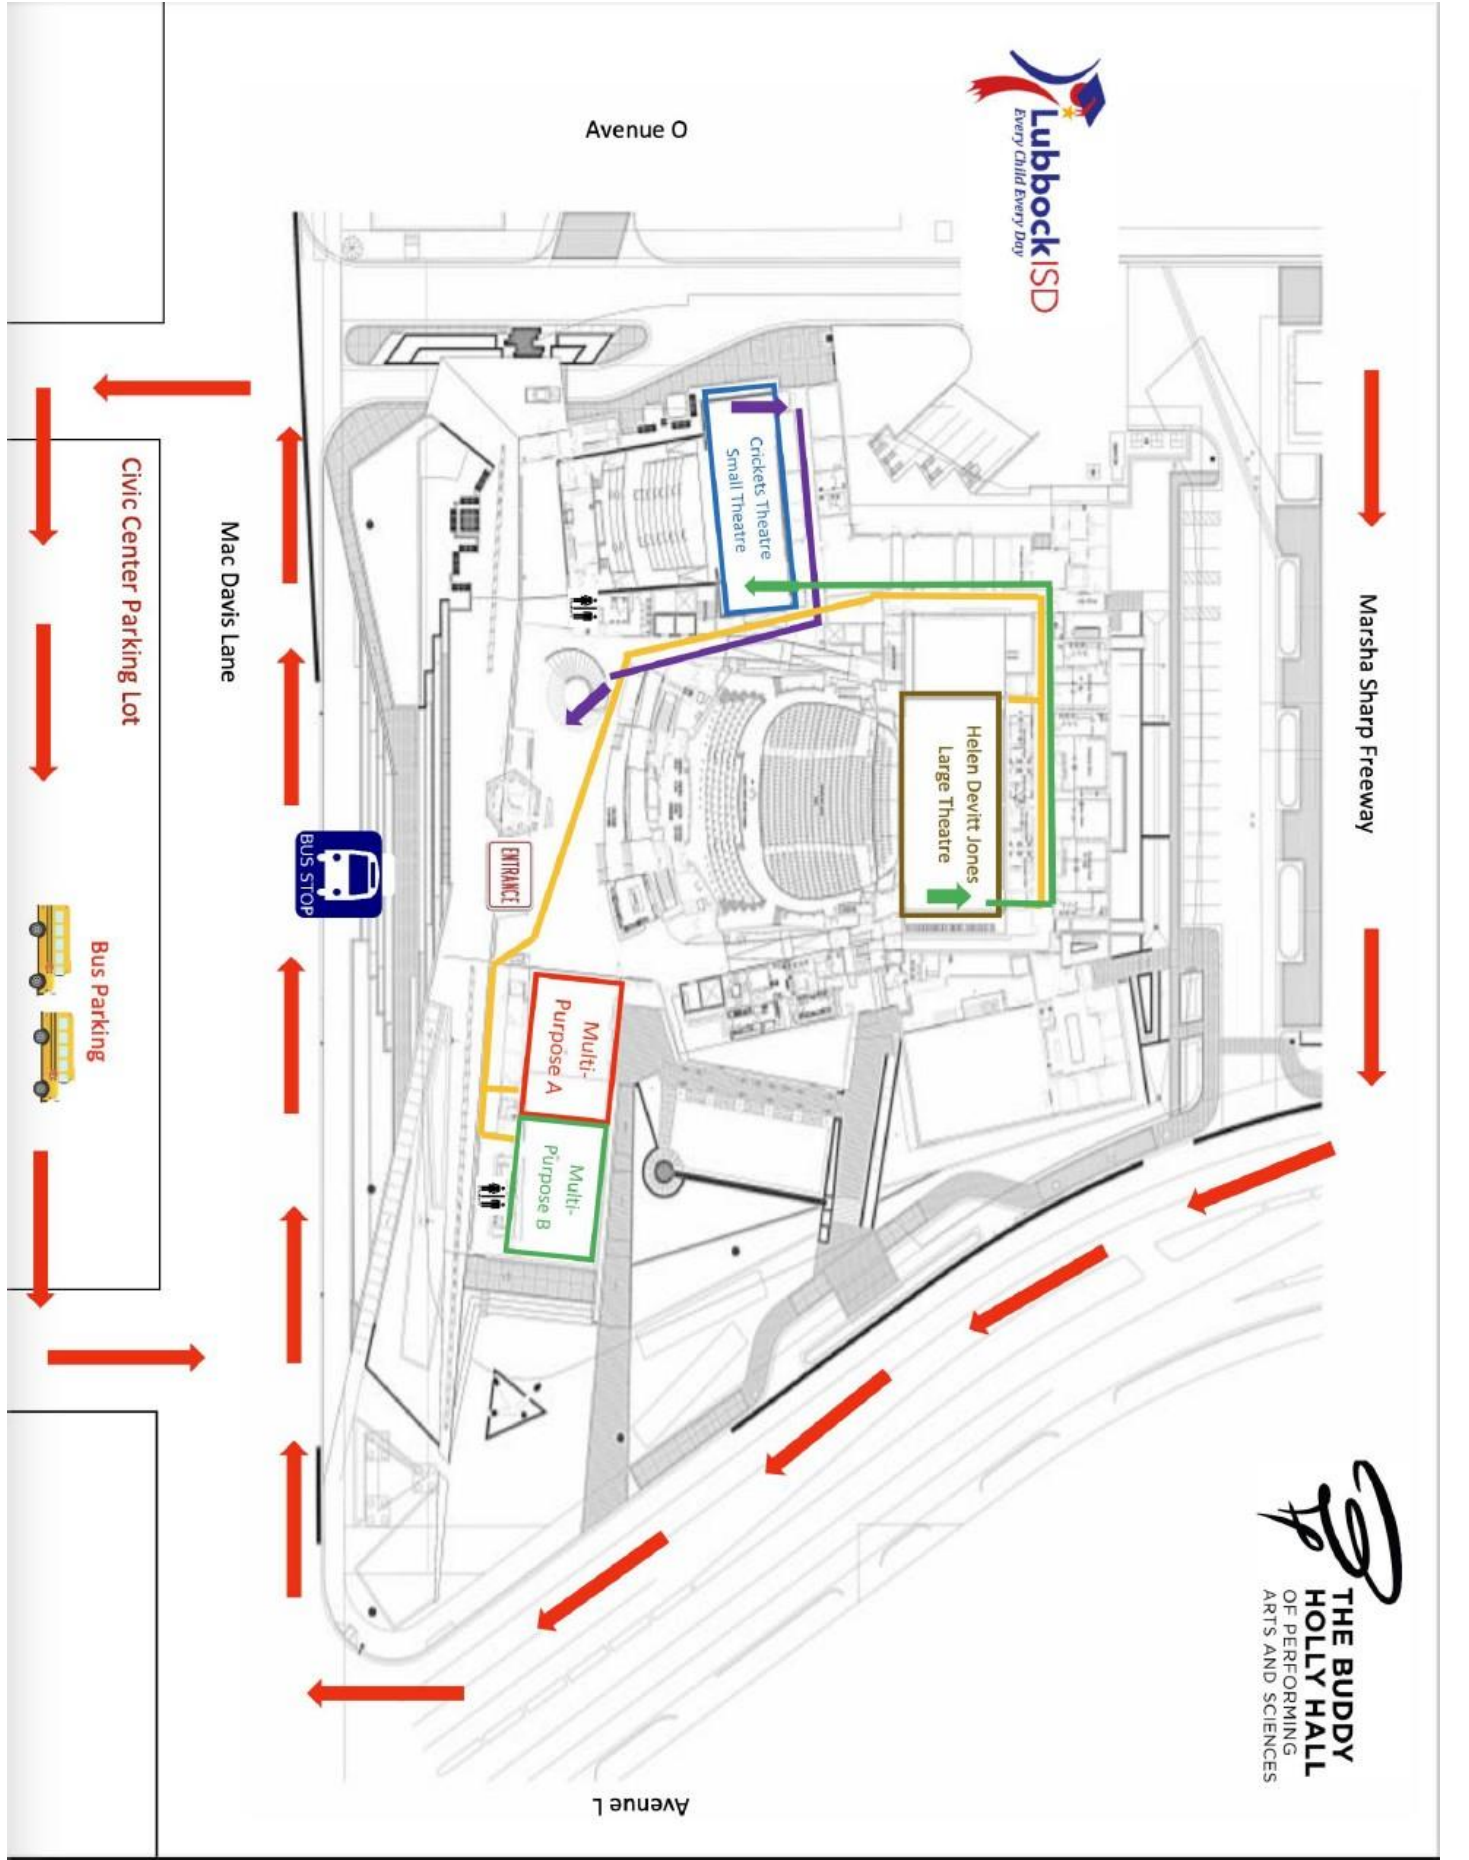 Avenue O
Lubbock ISD
Every Child Every Day
Marsha Sharp Freeway
THE BUDDY
HOLLY HALL
OF PERFORMING
ARTS AND SCIENCES
Crickets Theatre
Small Theatre
Helen Devitt Jones
Large Theatre
ENTRANCE
Multi-
Purpose A
Multi-
Purpose B
BUS STOP
Mac Davis Lane
Civic Center Parking Lot
Bus Parking
Avenue L